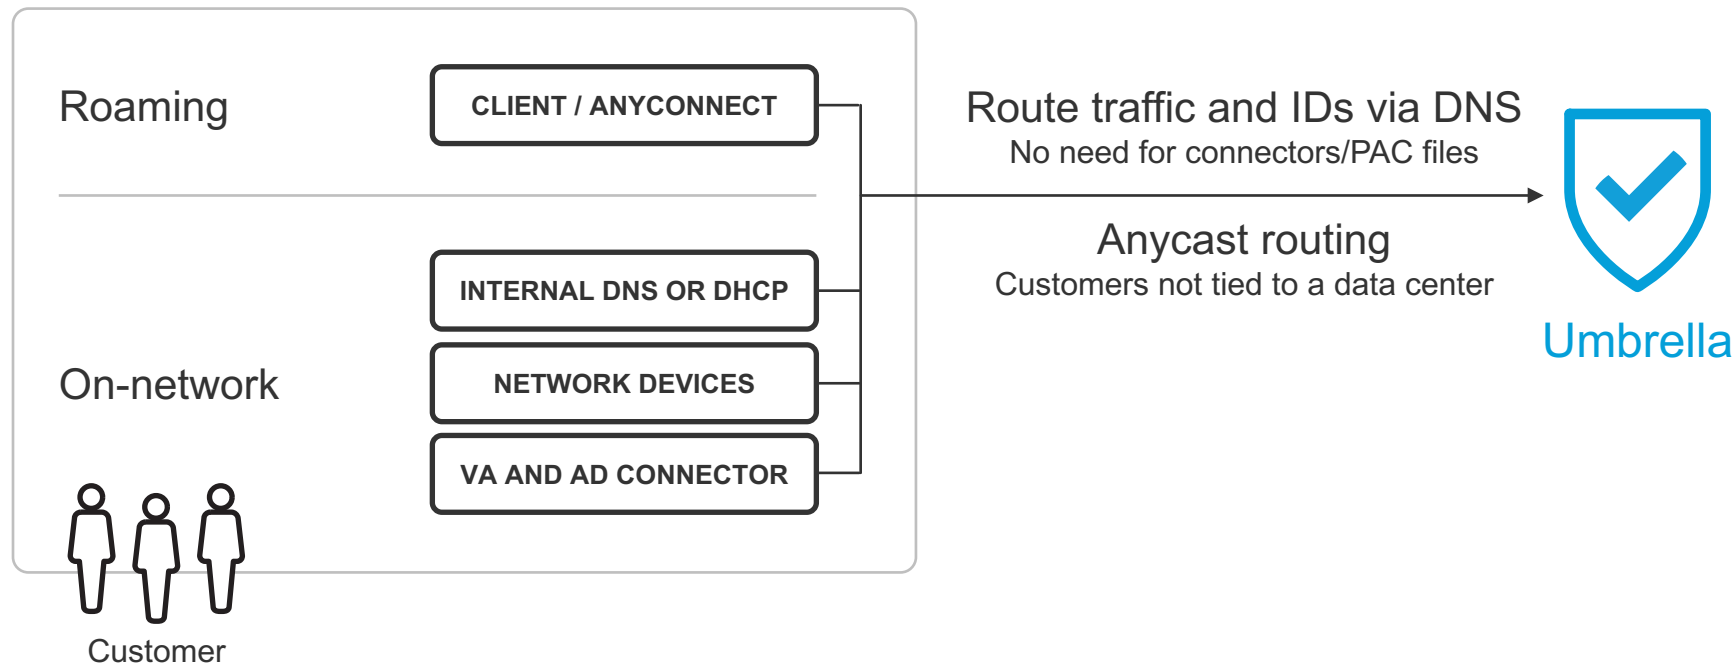 Roaming
CLIENT / ANYCONNECT
Route traffic and IDs via DNS
No need for connectors/PAC files
Anycast routing
Customers not tied to a data center
Umbrella
On-network
INTERNAL DNS OR DHCP
NETWORK DEVICES
VA AND AD CONNECTOR
Customer